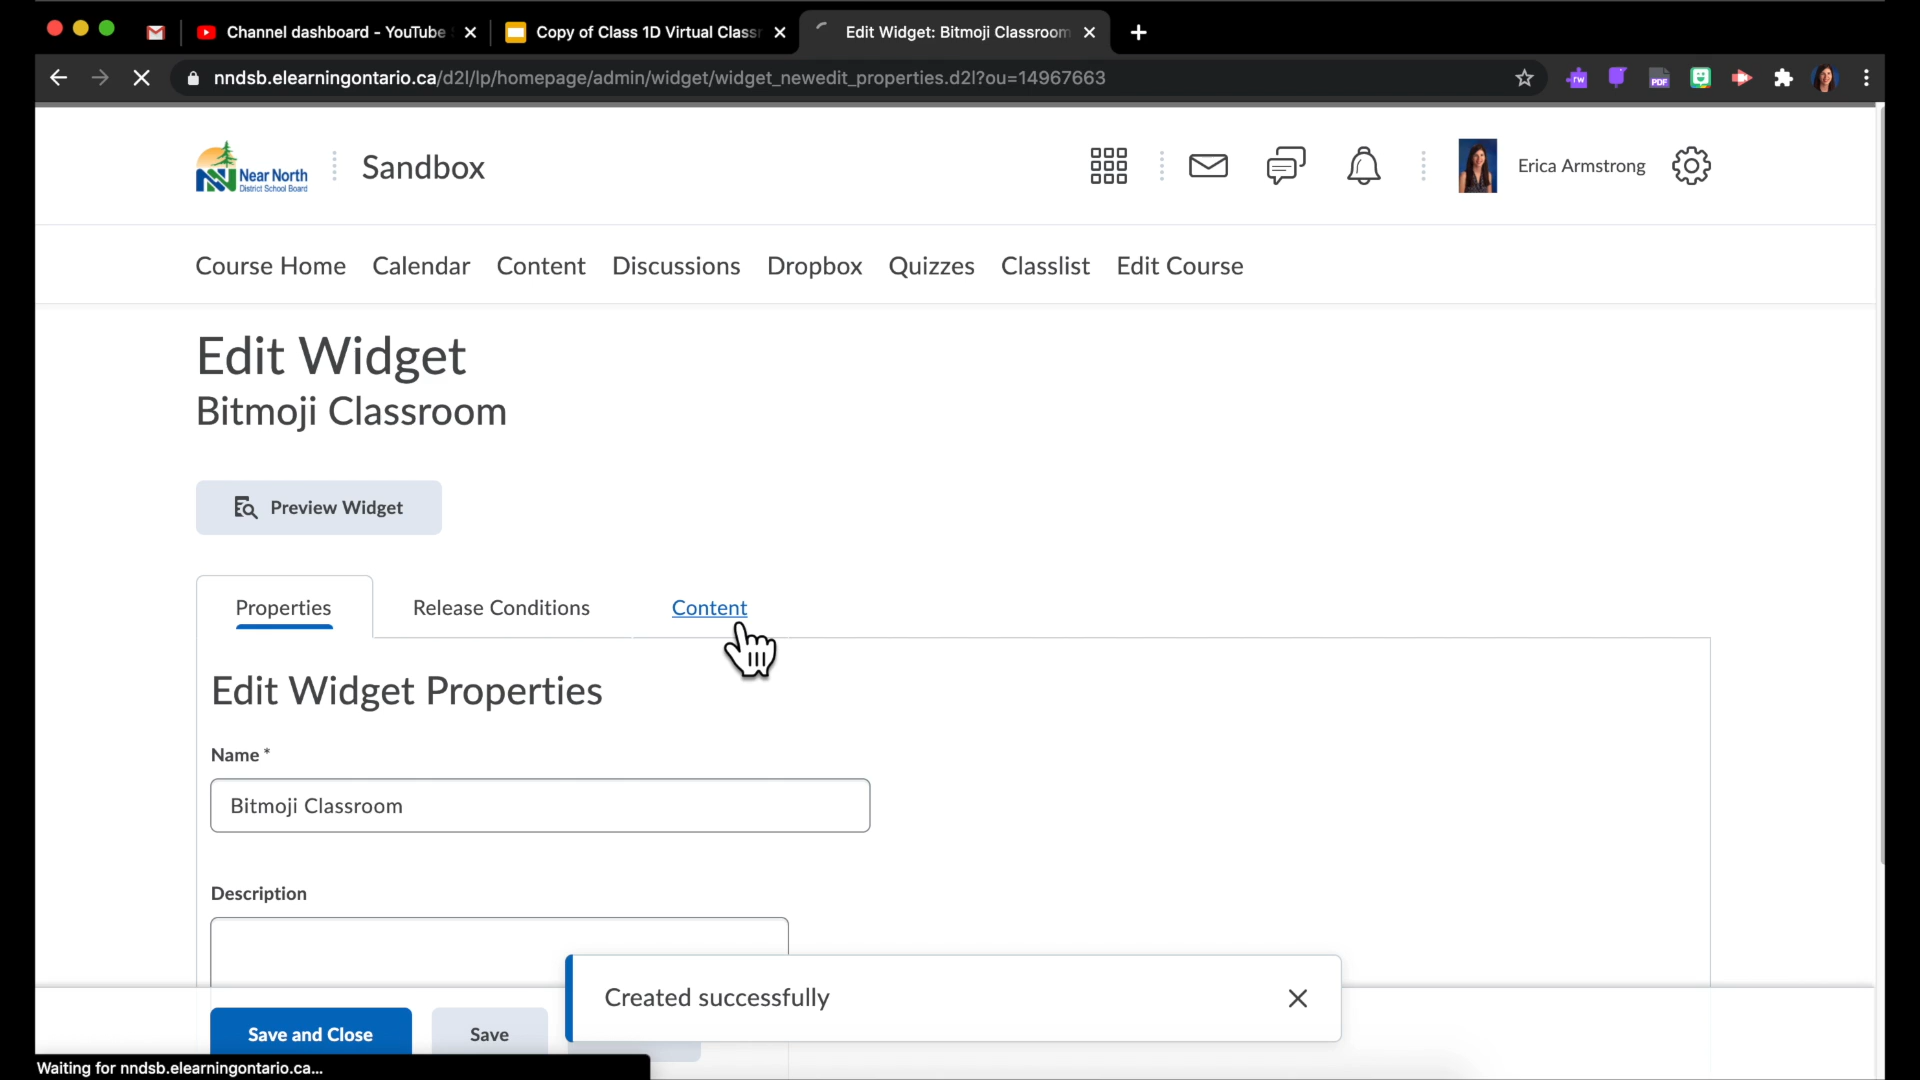 Channel dashboard - YouTube
Copy of Class 1D Virtual Classr
Edit Widget: Bitmoji Classroom
nndsb.elearningontario.ca/d2l/lp/homepage/admin/widget/widget_newedit_properties.d2l?ou=14967663
rw
PDF
Near North
District School Board
Sandbox
Erica Armstrong
Course Home Calendar Content Discussions Dropbox Quizzes Classlist Edit Course
Edit Widget
Bitmoji Classroom
Preview Widget
Properties Release Conditions Content
Edit Widget Properties
Name *
Bitmoji Classroom
Description
Created successfully
Save and Close Save
Waiting for nndsb.elearningontario.ca...